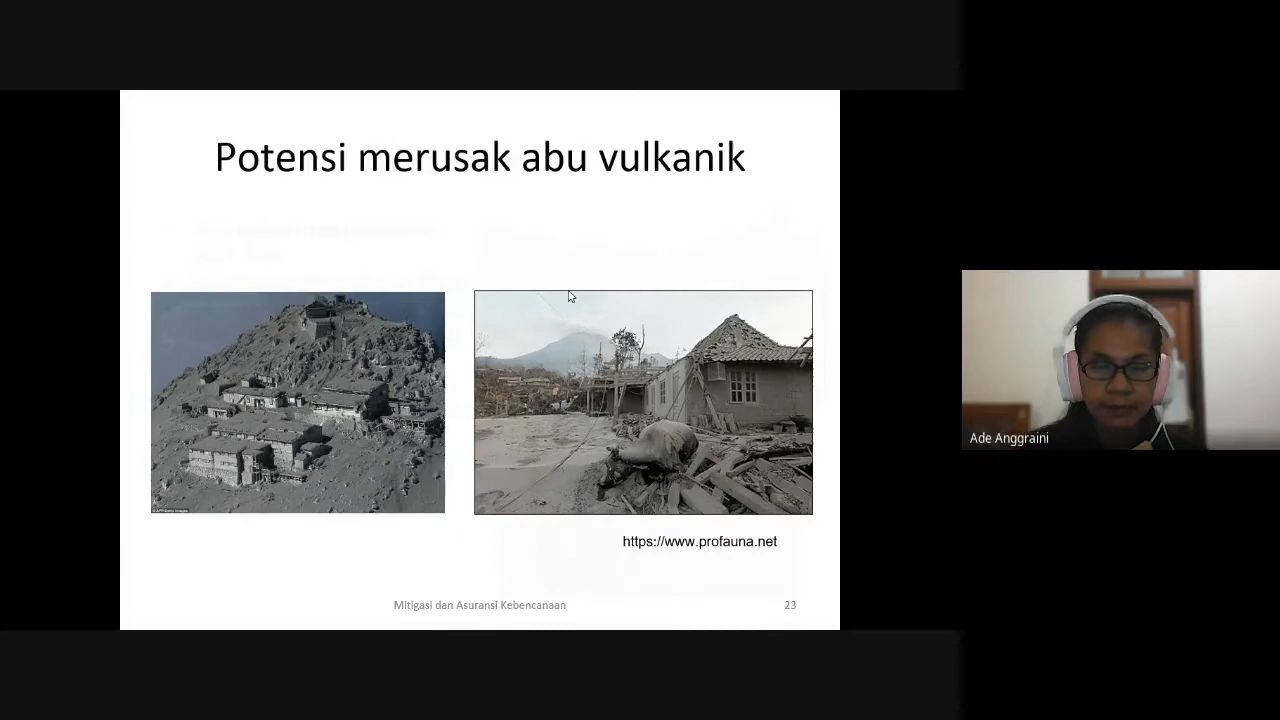 Potensi merusak abu vulkanik
https://www.profauna.net
Mitigasi dan Asuransi Kebencanaan
23
Ade Anggraini